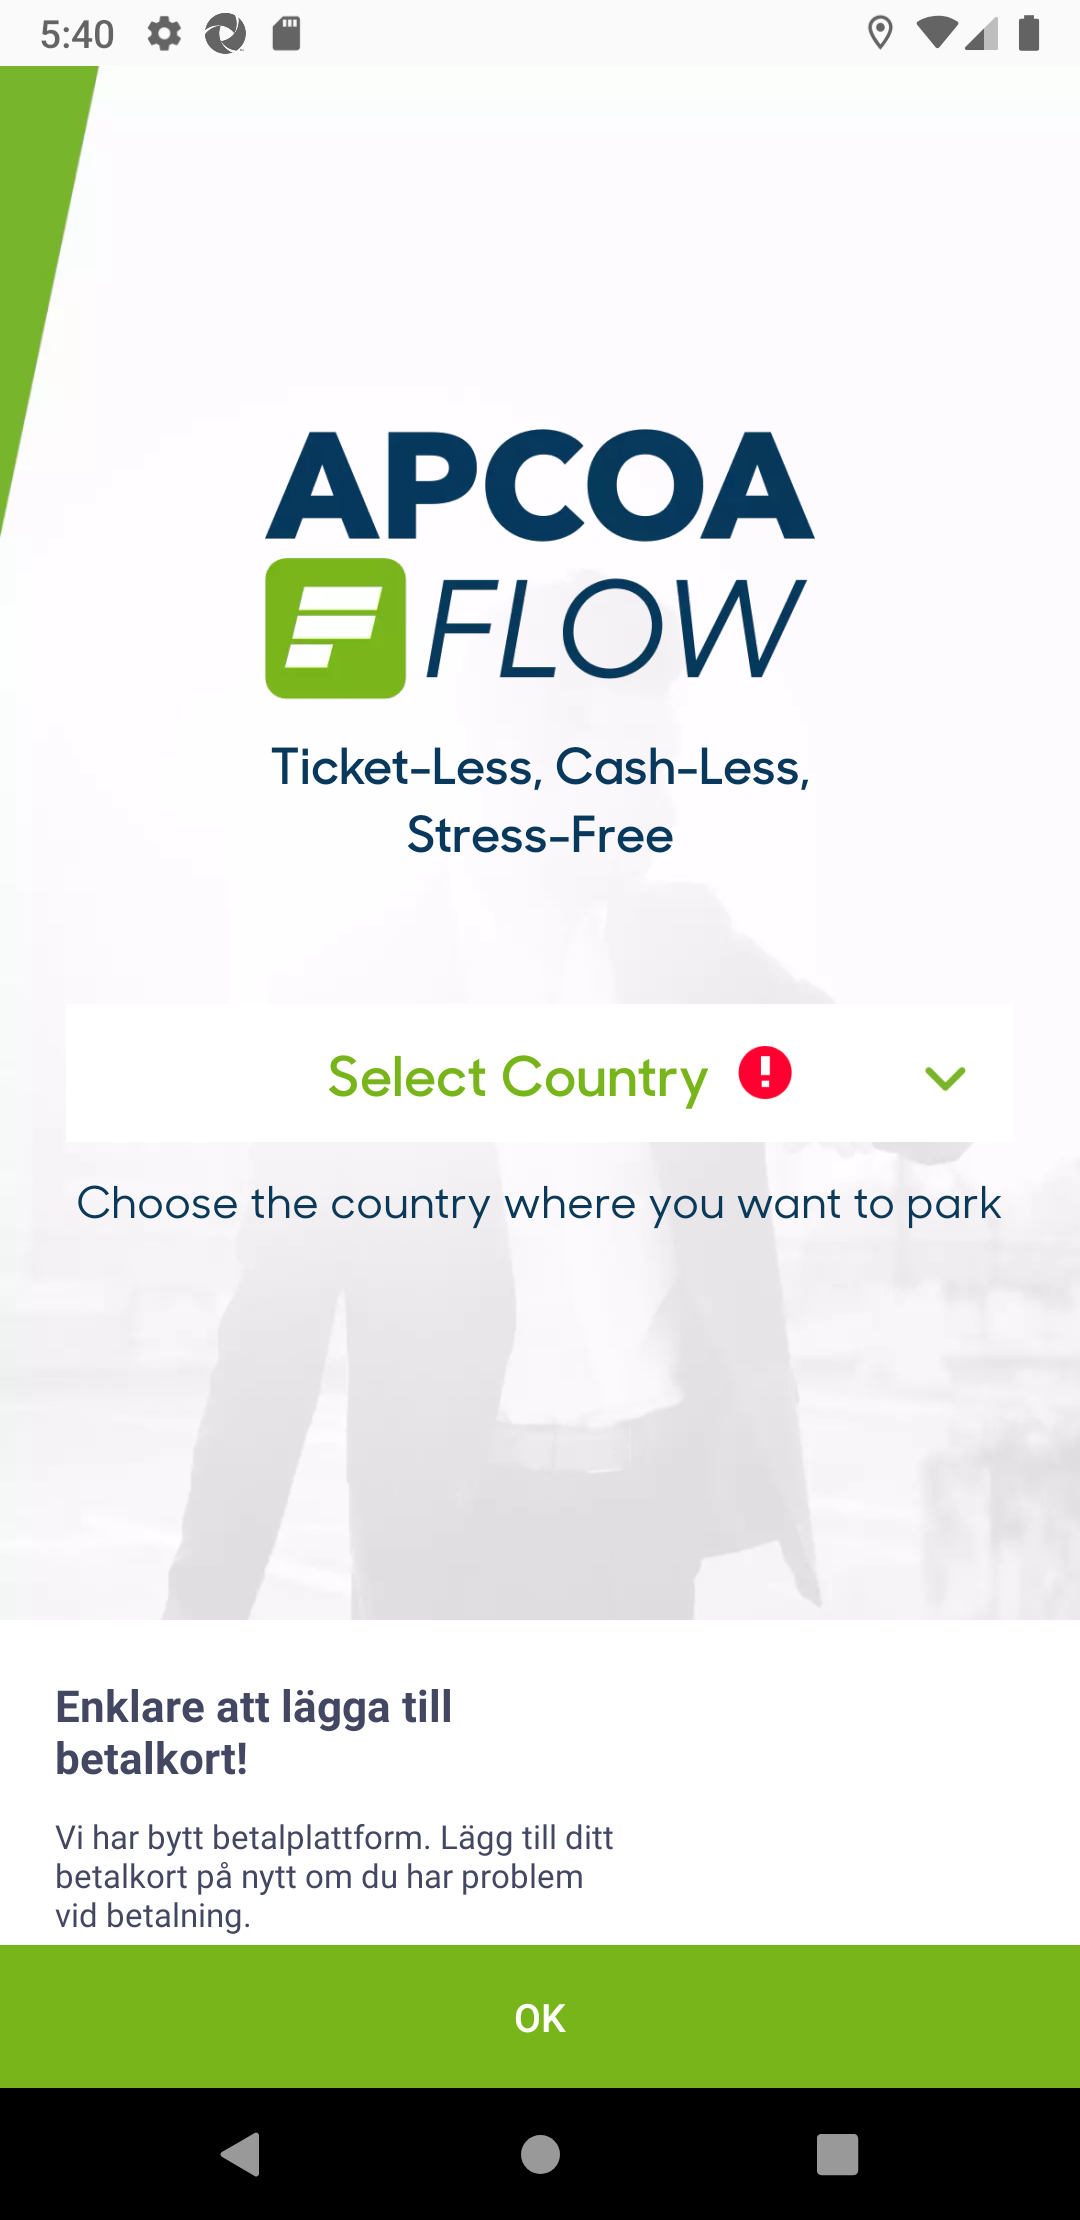 5:40
APCOA
FLOW
Ticket-Less, Cash-Less,
Stress-Free
Select Country
Choose the country where you want to park
Enklare att lägga till
betalkort!
Vi har bytt betalplattform. Lägg till ditt
betalkort på nytt om du har problem
vid betalning.
OK